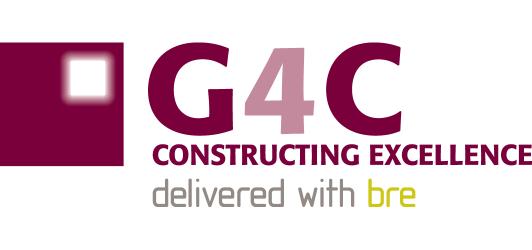 G4C
CONSTRUCTING EXCELLENCE
delivered with bre